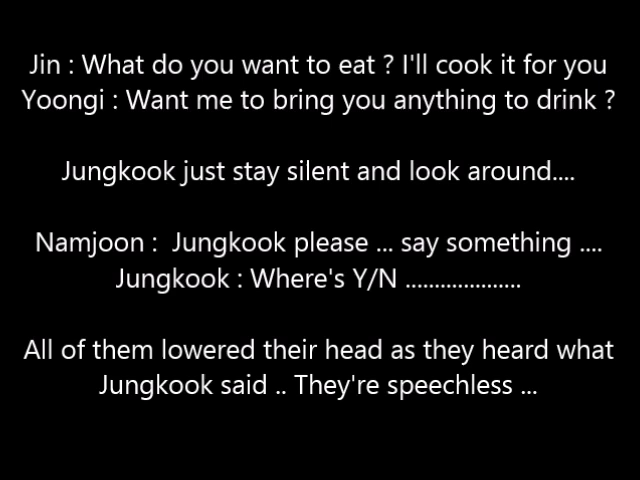 Jin : What do you want to eat ? I'll cook it for you
Yoongi : Want me to bring you anything to drink ?
Jungkook just stay silent and look around....
Namjoon :  Jungkook please ... say something ....
Jungkook : Where's Y/N ....................
All of them lowered their head as they heard what
Jungkook said .. They're speechless ...